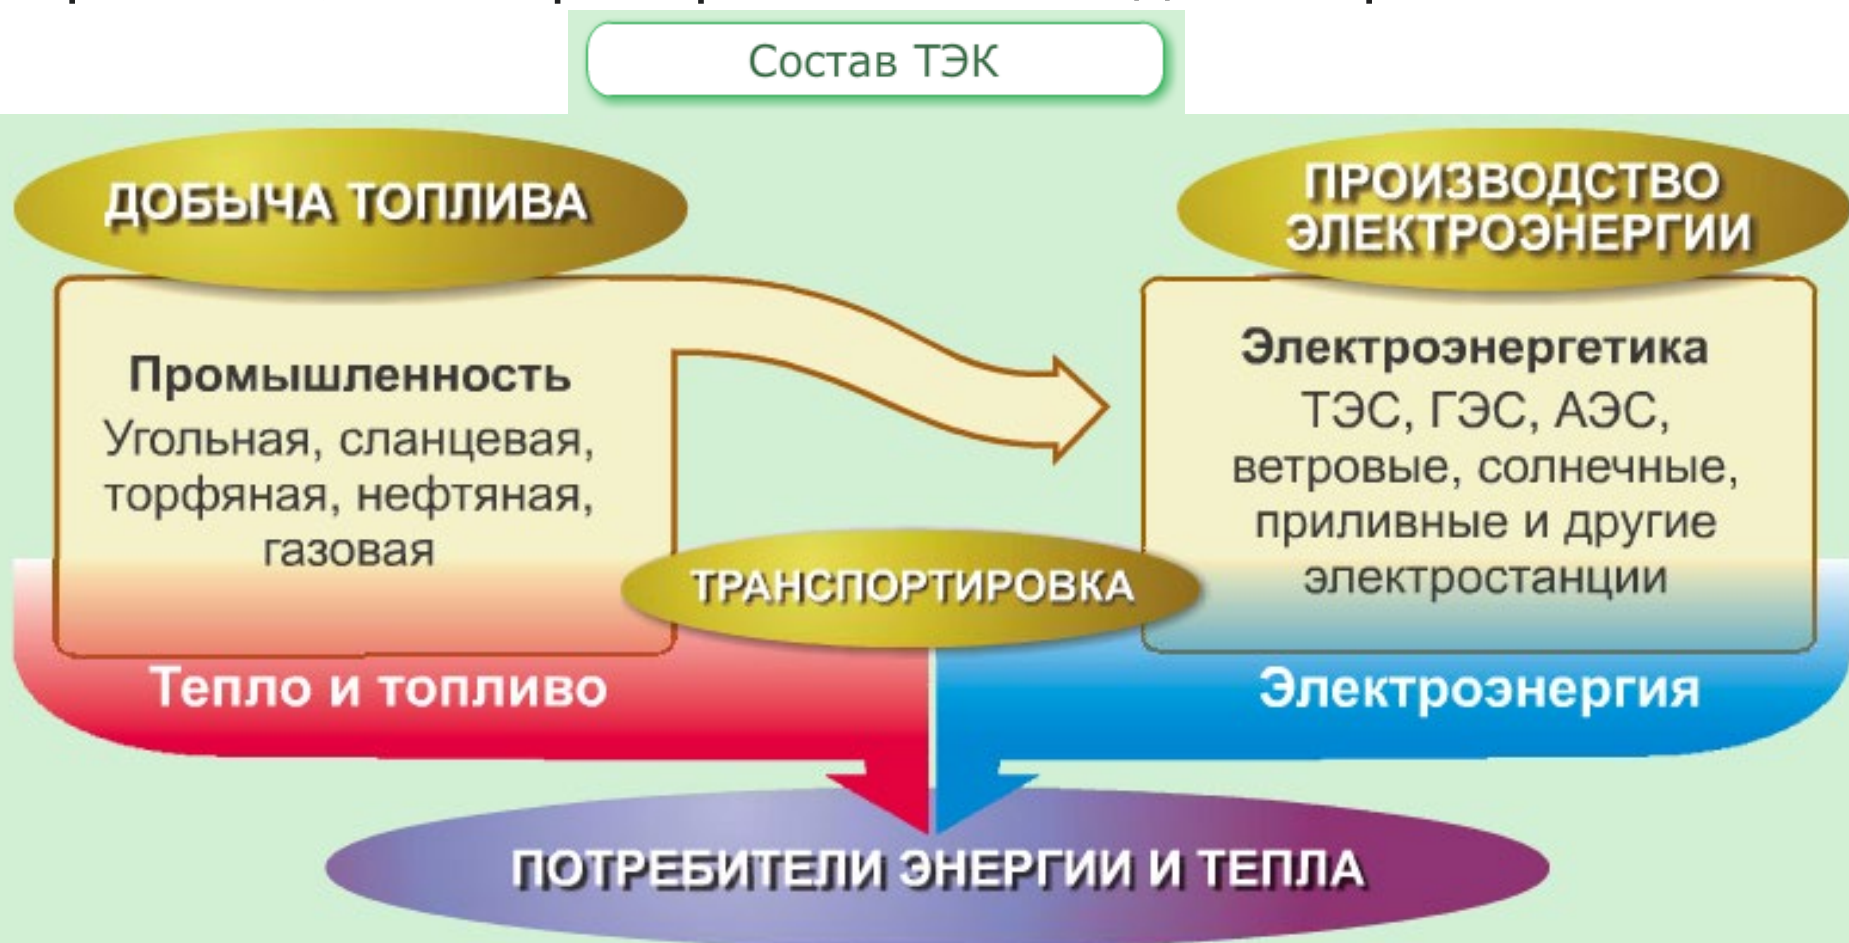 Состав ТЭК
ДОБЫЧА ТОПЛИВА
Промышленность
Угольная, сланцевая,
торфяная, нефтяная,
газовая
ПРОИЗВОДСТВО
ЭЛЕКТРОЭНЕРГИИ
Электроэнергетика
ТЭС, ГЭС, АЭС,
ветровые, солнечные,
приливные и другие
электростанции
ТРАНСПОРТИРОВКА
Тепло и топливо
Электроэнергия
ПОТРЕБИТЕЛИ ЭНЕРГИИ И ТЕПЛА